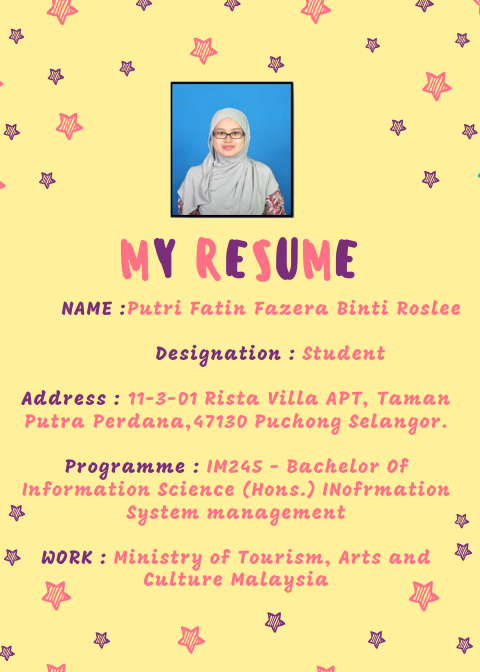 MY RESUME
NAME :Putri Fatin Fazera Binti Roslee
Designation : Student
Address : 11-3-01 Rista Villa APT, Taman
Putra Perdana,47130 Puchong Selangor.
Programme : IM245 - Bachelor Of
Information Science (Hons.) INofrmation
System management
WORK : Ministry of Tourism, Arts and
Culture Malaysia